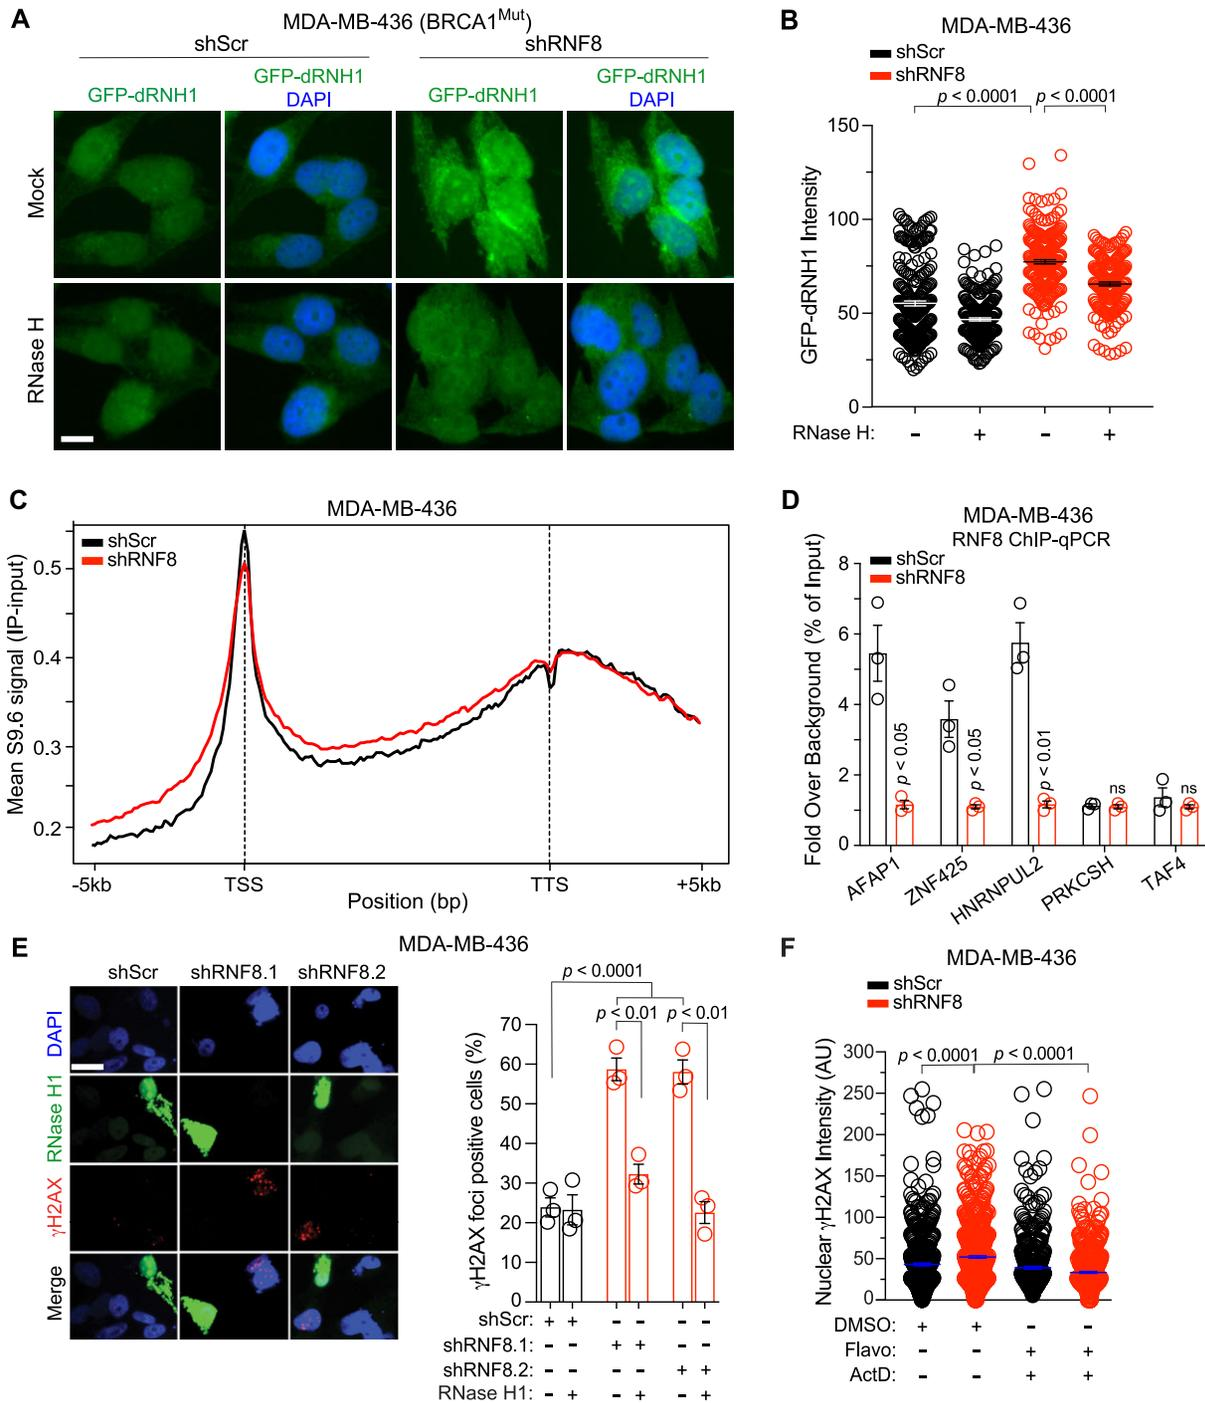 A
MDA-MB-436 (BRCA1Mut)
shScr
shRNF8
GFP-dRNH1
GFP-dRNH1
DAPI
GFP-dRNH1
GFP-dRNH1
DAPI
Mock
RNase H
B
MDA-MB-436
shScr
shRNF8
p < 0.0001
p < 0.0001
GFP-dRNH1 Intensity
150
100
50
0
RNase H: - + - +
C
MDA-MB-436
shScr
shRNF8
Mean S9.6 signal (IP-input)
0.5
0.4
0.3
0.2
-5kb TSS TTS +5kb
Position (bp)
D
MDA-MB-436
RNF8 ChIP-qPCR
shScr
shRNF8
Fold Over Background (% of Input)
8
6
4
2
0
p < 0.05
p < 0.05
p < 0.01
ns
ns
AFAP1
ZNF425
HNRNPUL2
PRKCSH
TAF4
E
MDA-MB-436
shScr shRNF8.1 shRNF8.2
DAPI
RNase H1
γH2AX
Merge
p < 0.0001
p < 0.01
p < 0.01
γH2AX foci positive cells (%)
70
60
50
40
30
20
10
0
shScr: + + - - - -
shRNF8.1: - - + + - -
shRNF8.2: - - - - + +
RNase H1: - + - + - +
F
MDA-MB-436
shScr
shRNF8
p < 0.0001
p < 0.0001
Nuclear γH2AX Intensity (AU)
300
250
200
150
100
50
0
DMSO: + + - -
Flavo: - - + +
ActD: - - + +